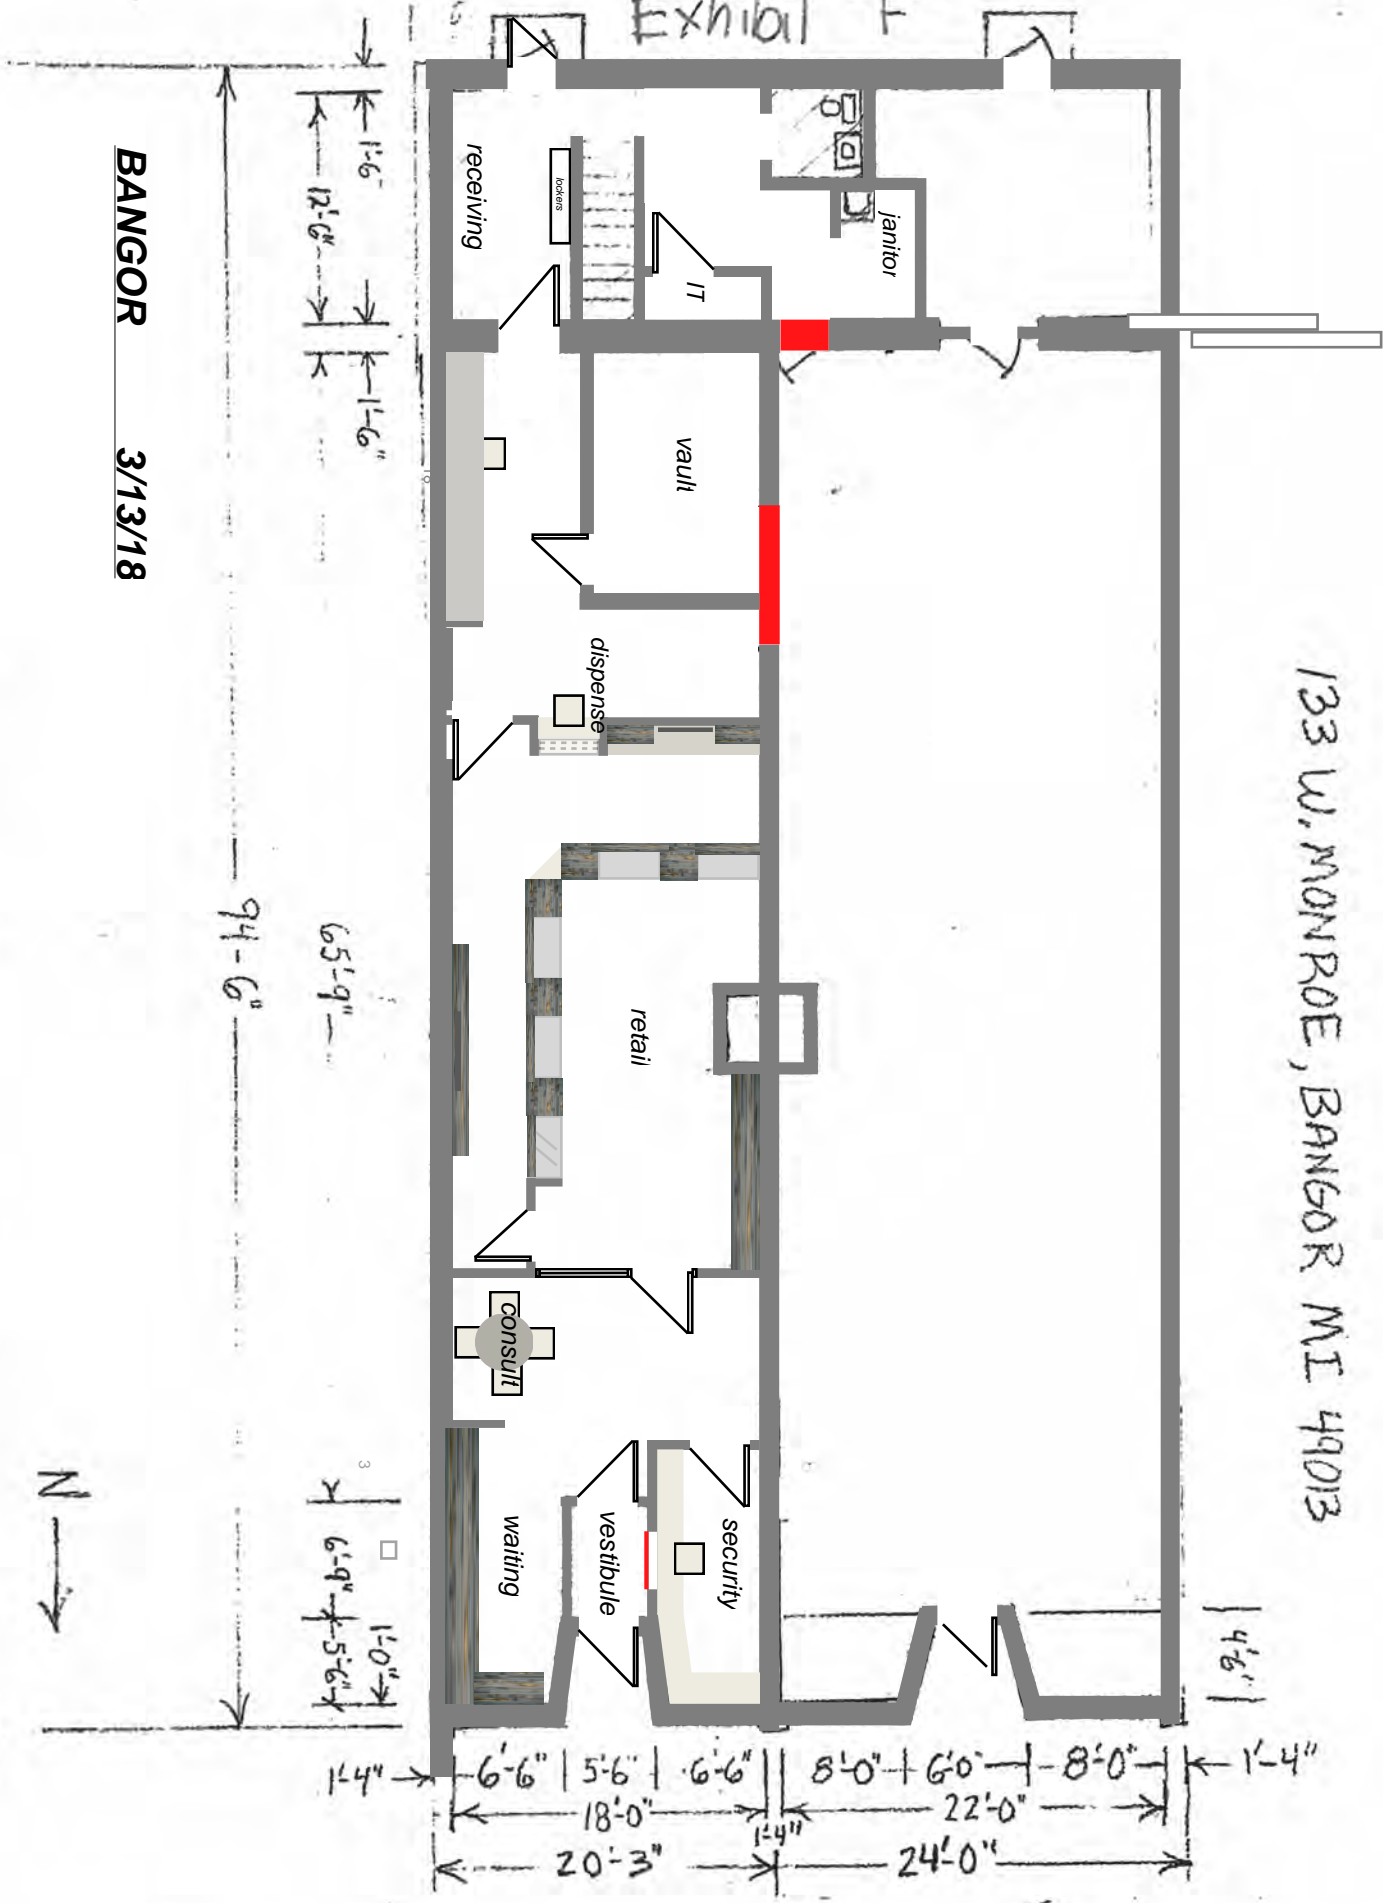 Exhibit F
133 W. MONROE, BANGOR MI 49013
BANGOR 3/13/18
receiving
lockers
IT
janitor
vault
dispense
retail
consult
waiting
vestibule
security
1'-6"
12'-6"
1'-6"
65'-9"
94'-6"
6'-9"
5'-6"
1'-0"
4'-6"
N
1'-4" 6'-6" 5'-6" 6'-6" 8'-0" 6'-0" 8'-0" 1'-4"
18'-0" 22'-0"
1'-4"
20'-3" 24'-0"